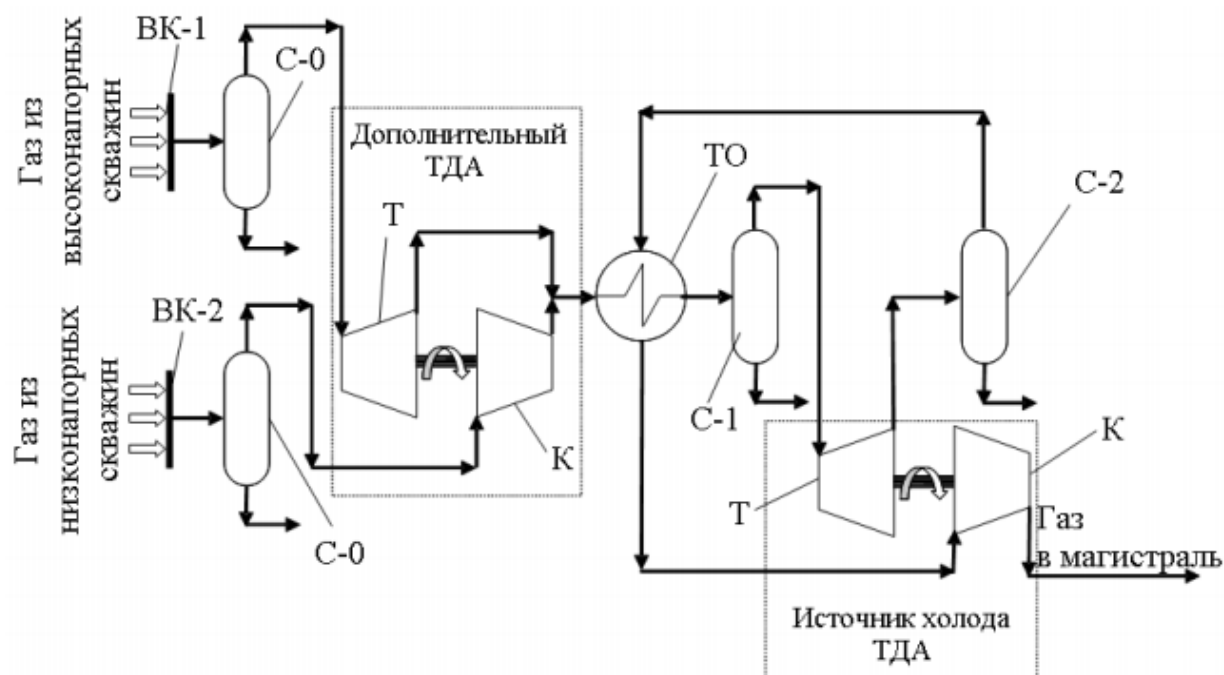 Газ из
высоконапорных
скважин
ВК-1
С-0
Дополнительный
ТДА
Т
ТО
С-2
Газ из
низконапорных
скважин
ВК-2
С-0
К
С-1
Т
К
Газ
в магистраль
Источник холода
ТДА